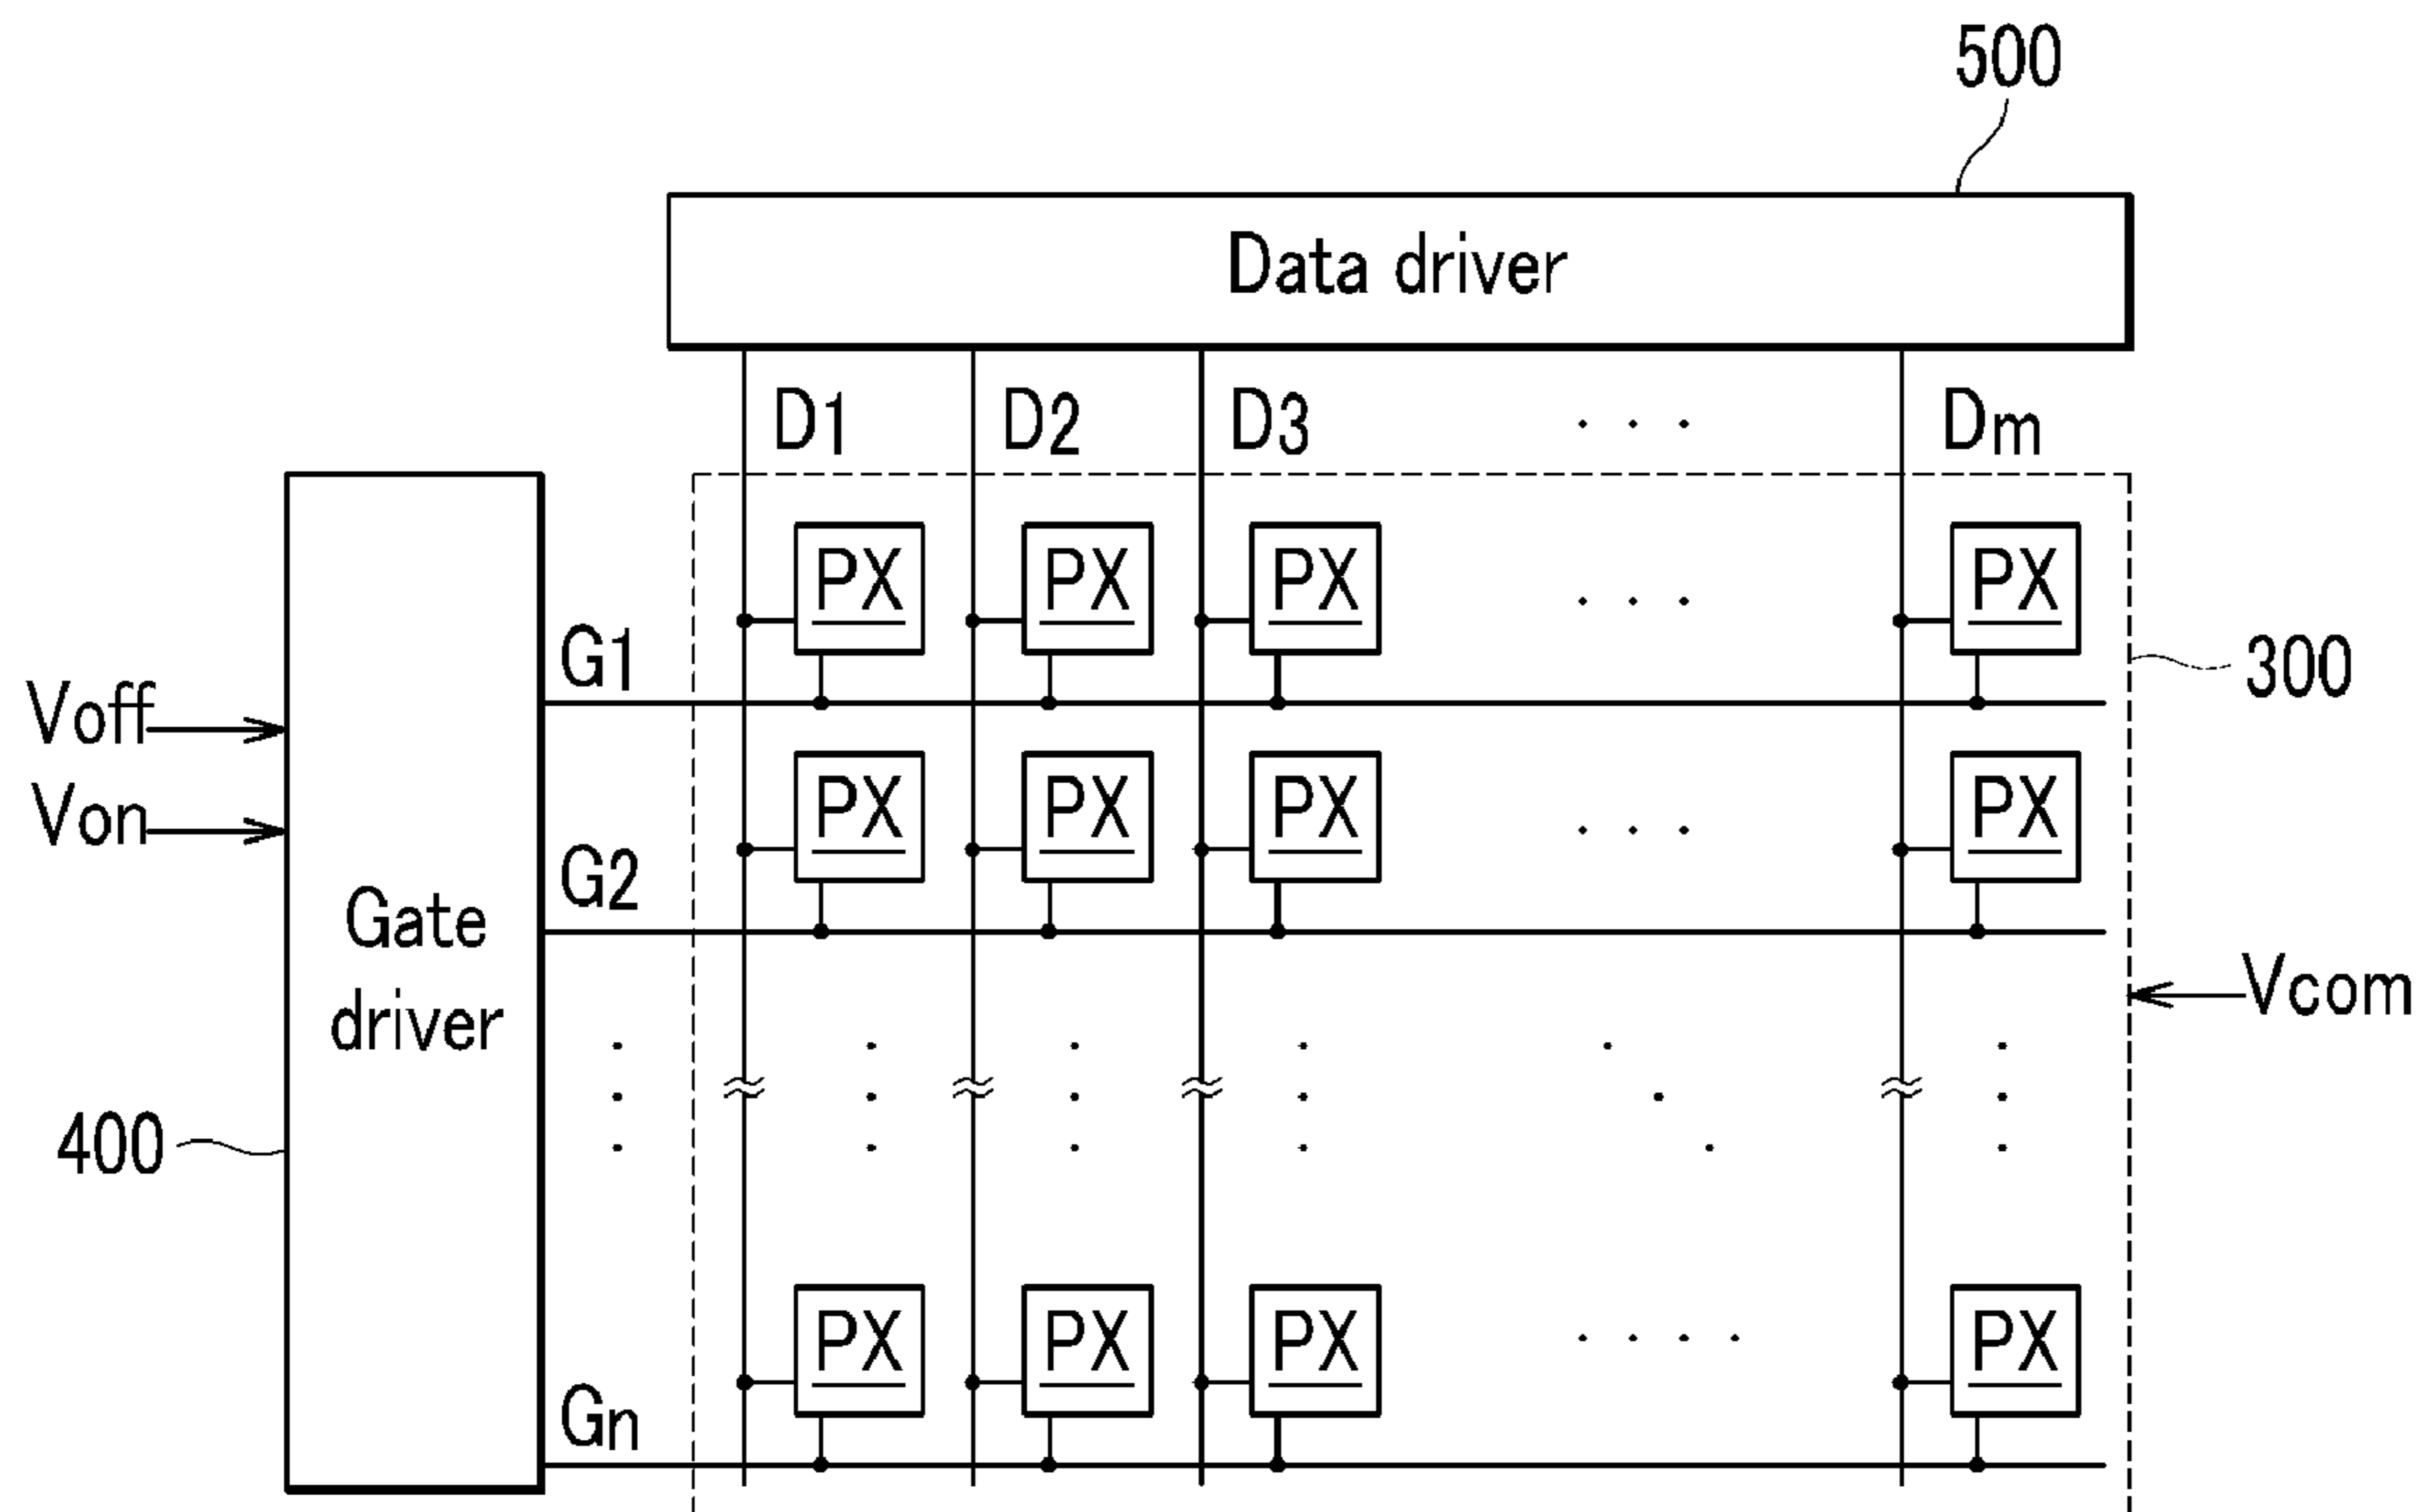 500
Data driver
D1 D2 D3 . . . Dm
PX PX PX . . . PX
G1
300
Voff
PX PX PX . . . PX
Von
G2
Gate
driver
Vcom
400
PX PX PX . . . . PX
Gn